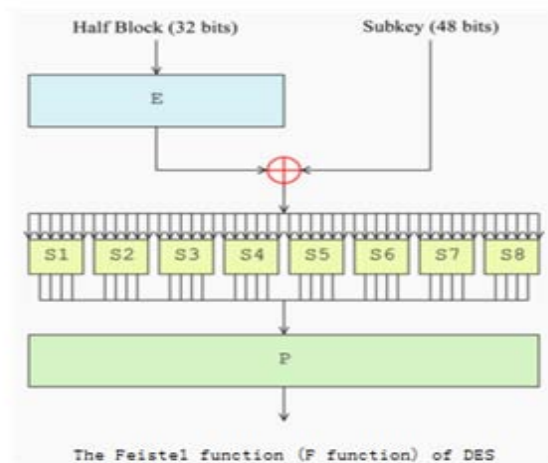 Half Block (32 bits) Subkey (48 bits)
E
S1 S2 S3 S4 S5 S6 S7 S8
P
The Feistel function (F function) of DES